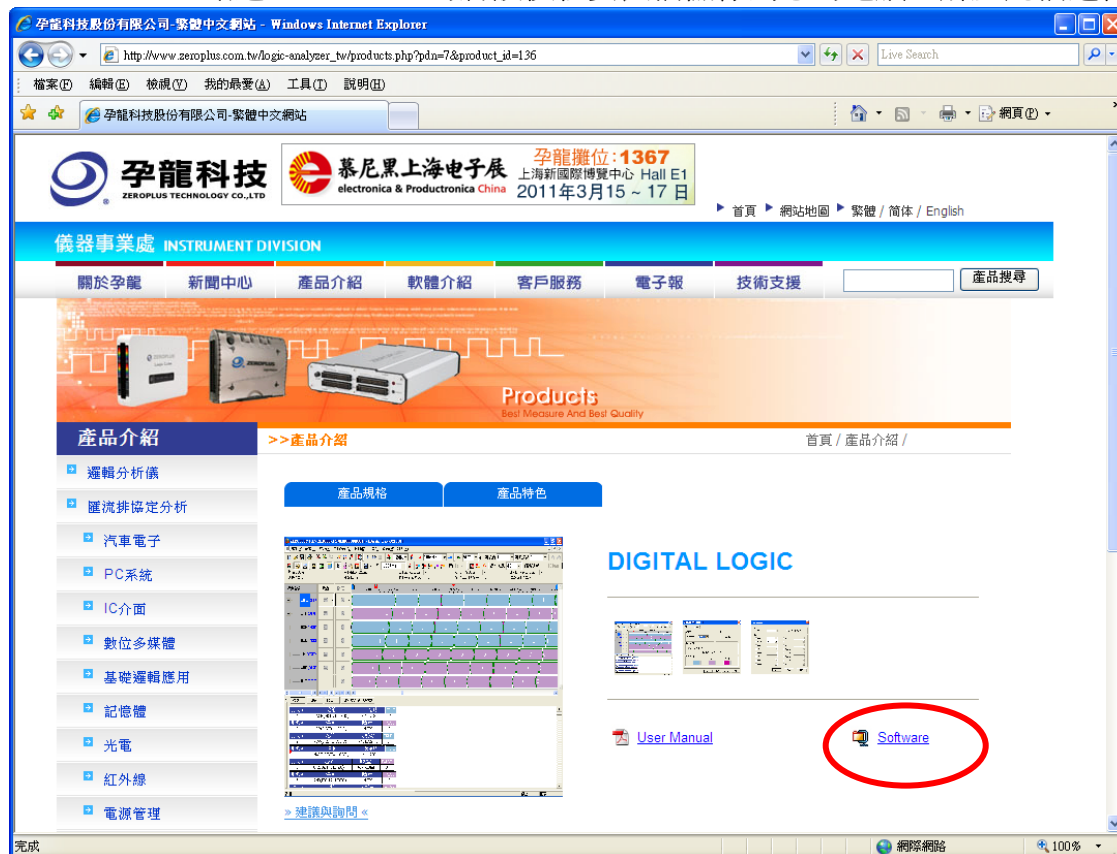 孕龍科技股份有限公司-繁體中文網站 - Windows Internet Explorer
http://www.zeroplus.com.tw/logic-analyzer_tw/products.php?pdn=7&product_id=136
Live Search
檔案(F) 編輯(E) 檢視(V) 我的最愛(A) 工具(T) 說明(H)
孕龍科技股份有限公司-繁體中文網站
網頁(P)
孕龍科技
ZEROPLUS TECHNOLOGY CO.,LTD
慕尼黑上海电子展
electronica & Productronica China
孕龍攤位:1367
上海新國際博覽中心 Hall E1
2011年3月15 ~ 17 日
首頁 網站地圖 繁體 / 简体 / English
儀器事業處 INSTRUMENT DIVISION
關於孕龍 新聞中心 產品介紹 軟體介紹 客戶服務 電子報 技術支援 產品搜尋
Products
Best Measure And Best Quality
產品介紹
>>產品介紹
首頁 / 產品介紹 /
邏輯分析儀
匯流排協定分析
汽車電子
PC系統
IC介面
數位多媒體
基礎邏輯應用
記憶體
光電
紅外線
電源管理
產品規格 產品特色
DIGITAL LOGIC
User Manual
Software
» 建議與詢問 «
完成
網際網路
100%